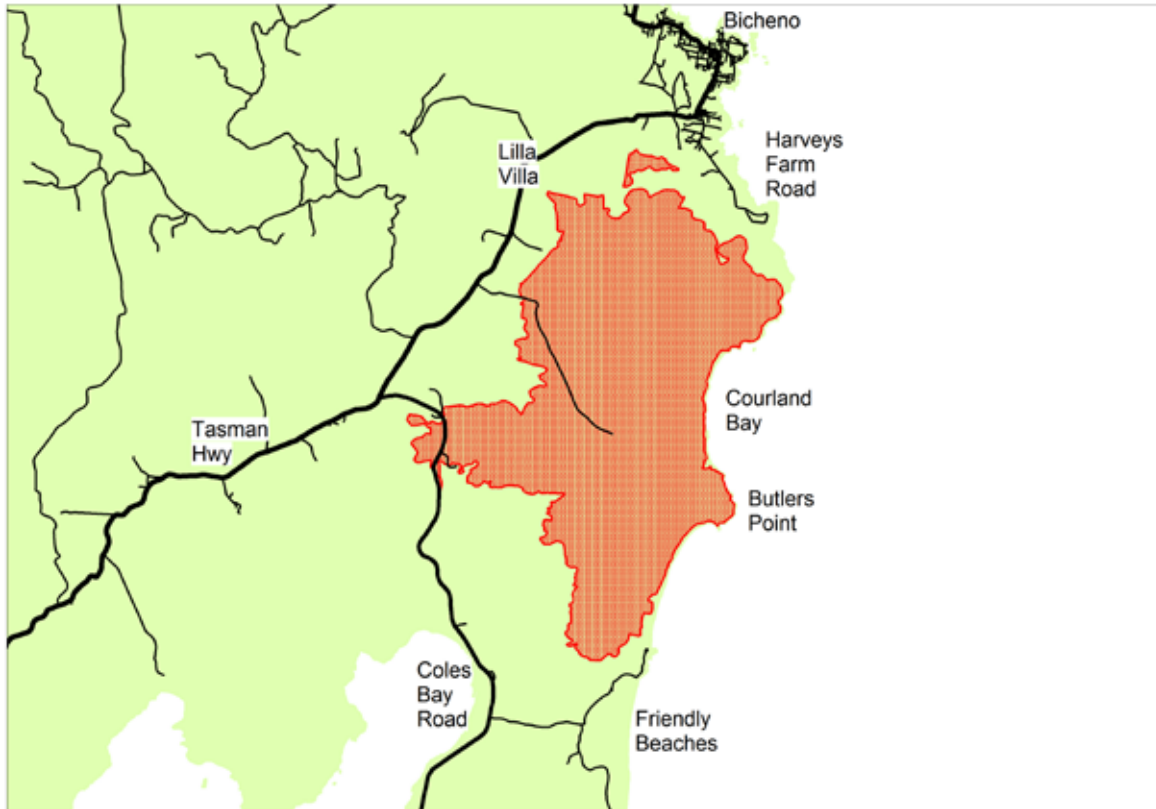 Bicheno
Harveys
Farm
Road
Lilla
Villa
Courland
Bay
Tasman
Hwy
Butlers
Point
Coles
Bay
Road
Friendly
Beaches